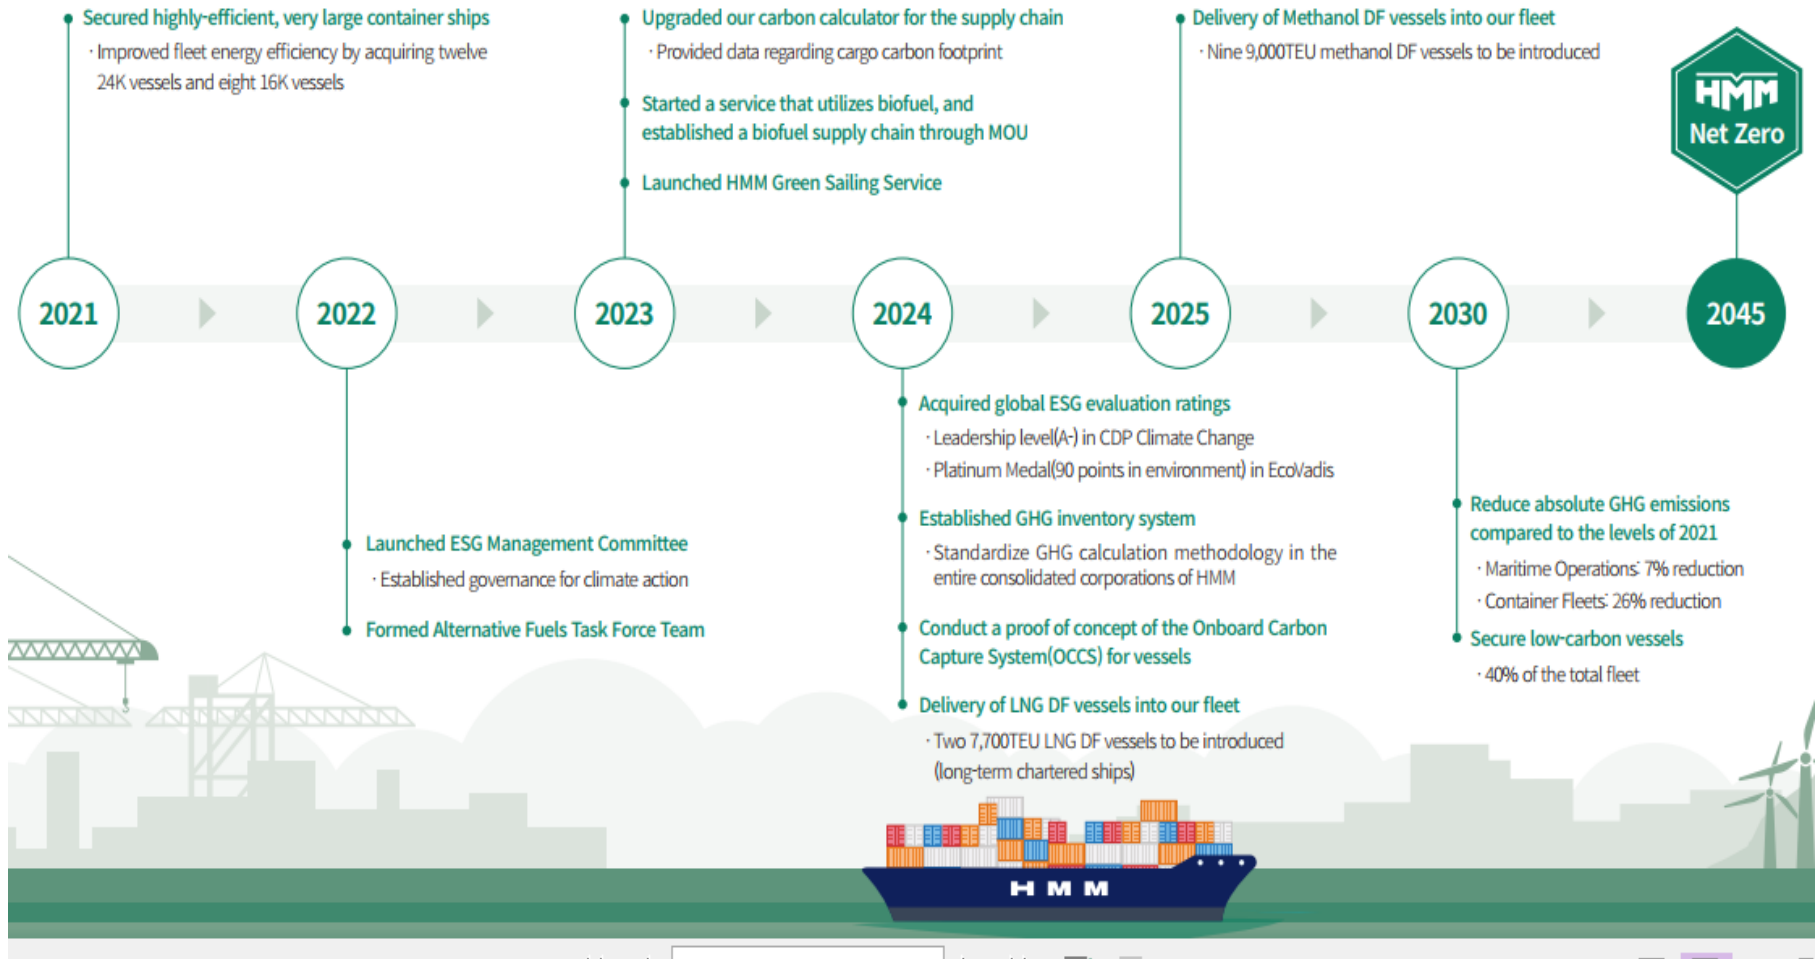 Secured highly-efficient, very large container ships
· Improved fleet energy efficiency by acquiring twelve
24K vessels and eight 16K vessels
Upgraded our carbon calculator for the supply chain
· Provided data regarding cargo carbon footprint
Started a service that utilizes biofuel, and
established a biofuel supply chain through MOU
Launched HMM Green Sailing Service
Delivery of Methanol DF vessels into our fleet
· Nine 9,000TEU methanol DF vessels to be introduced
HMM
Net Zero
2021
2022
2023
2024
2025
2030
2045
Launched ESG Management Committee
· Established governance for climate action
Formed Alternative Fuels Task Force Team
Acquired global ESG evaluation ratings
· Leadership level(A-) in CDP Climate Change
· Platinum Medal(90 points in environment) in EcoVadis
Established GHG inventory system
· Standardize GHG calculation methodology in the
entire consolidated corporations of HMM
Conduct a proof of concept of the Onboard Carbon
Capture System(OCCS) for vessels
Delivery of LNG DF vessels into our fleet
· Two 7,700TEU LNG DF vessels to be introduced
(long-term chartered ships)
Reduce absolute GHG emissions
compared to the levels of 2021
· Maritime Operations: 7% reduction
· Container Fleets: 26% reduction
Secure low-carbon vessels
· 40% of the total fleet
HMM